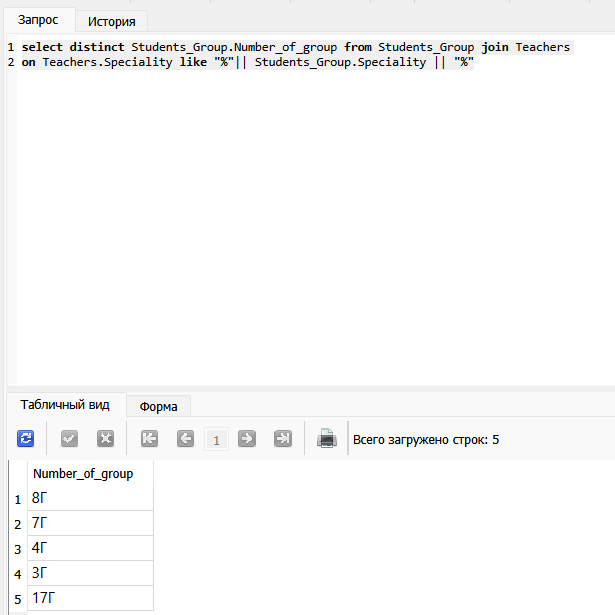 Запрос История
1 select distinct Students_Group.Number_of_group from Students_Group join Teachers
2 on Teachers.Speciality like "%"|| Students_Group.Speciality || "%"
Табличный вид Форма
1 Всего загружено строк: 5
Number_of_group
1 8Г
2 7Г
3 4Г
4 3Г
5 17Г